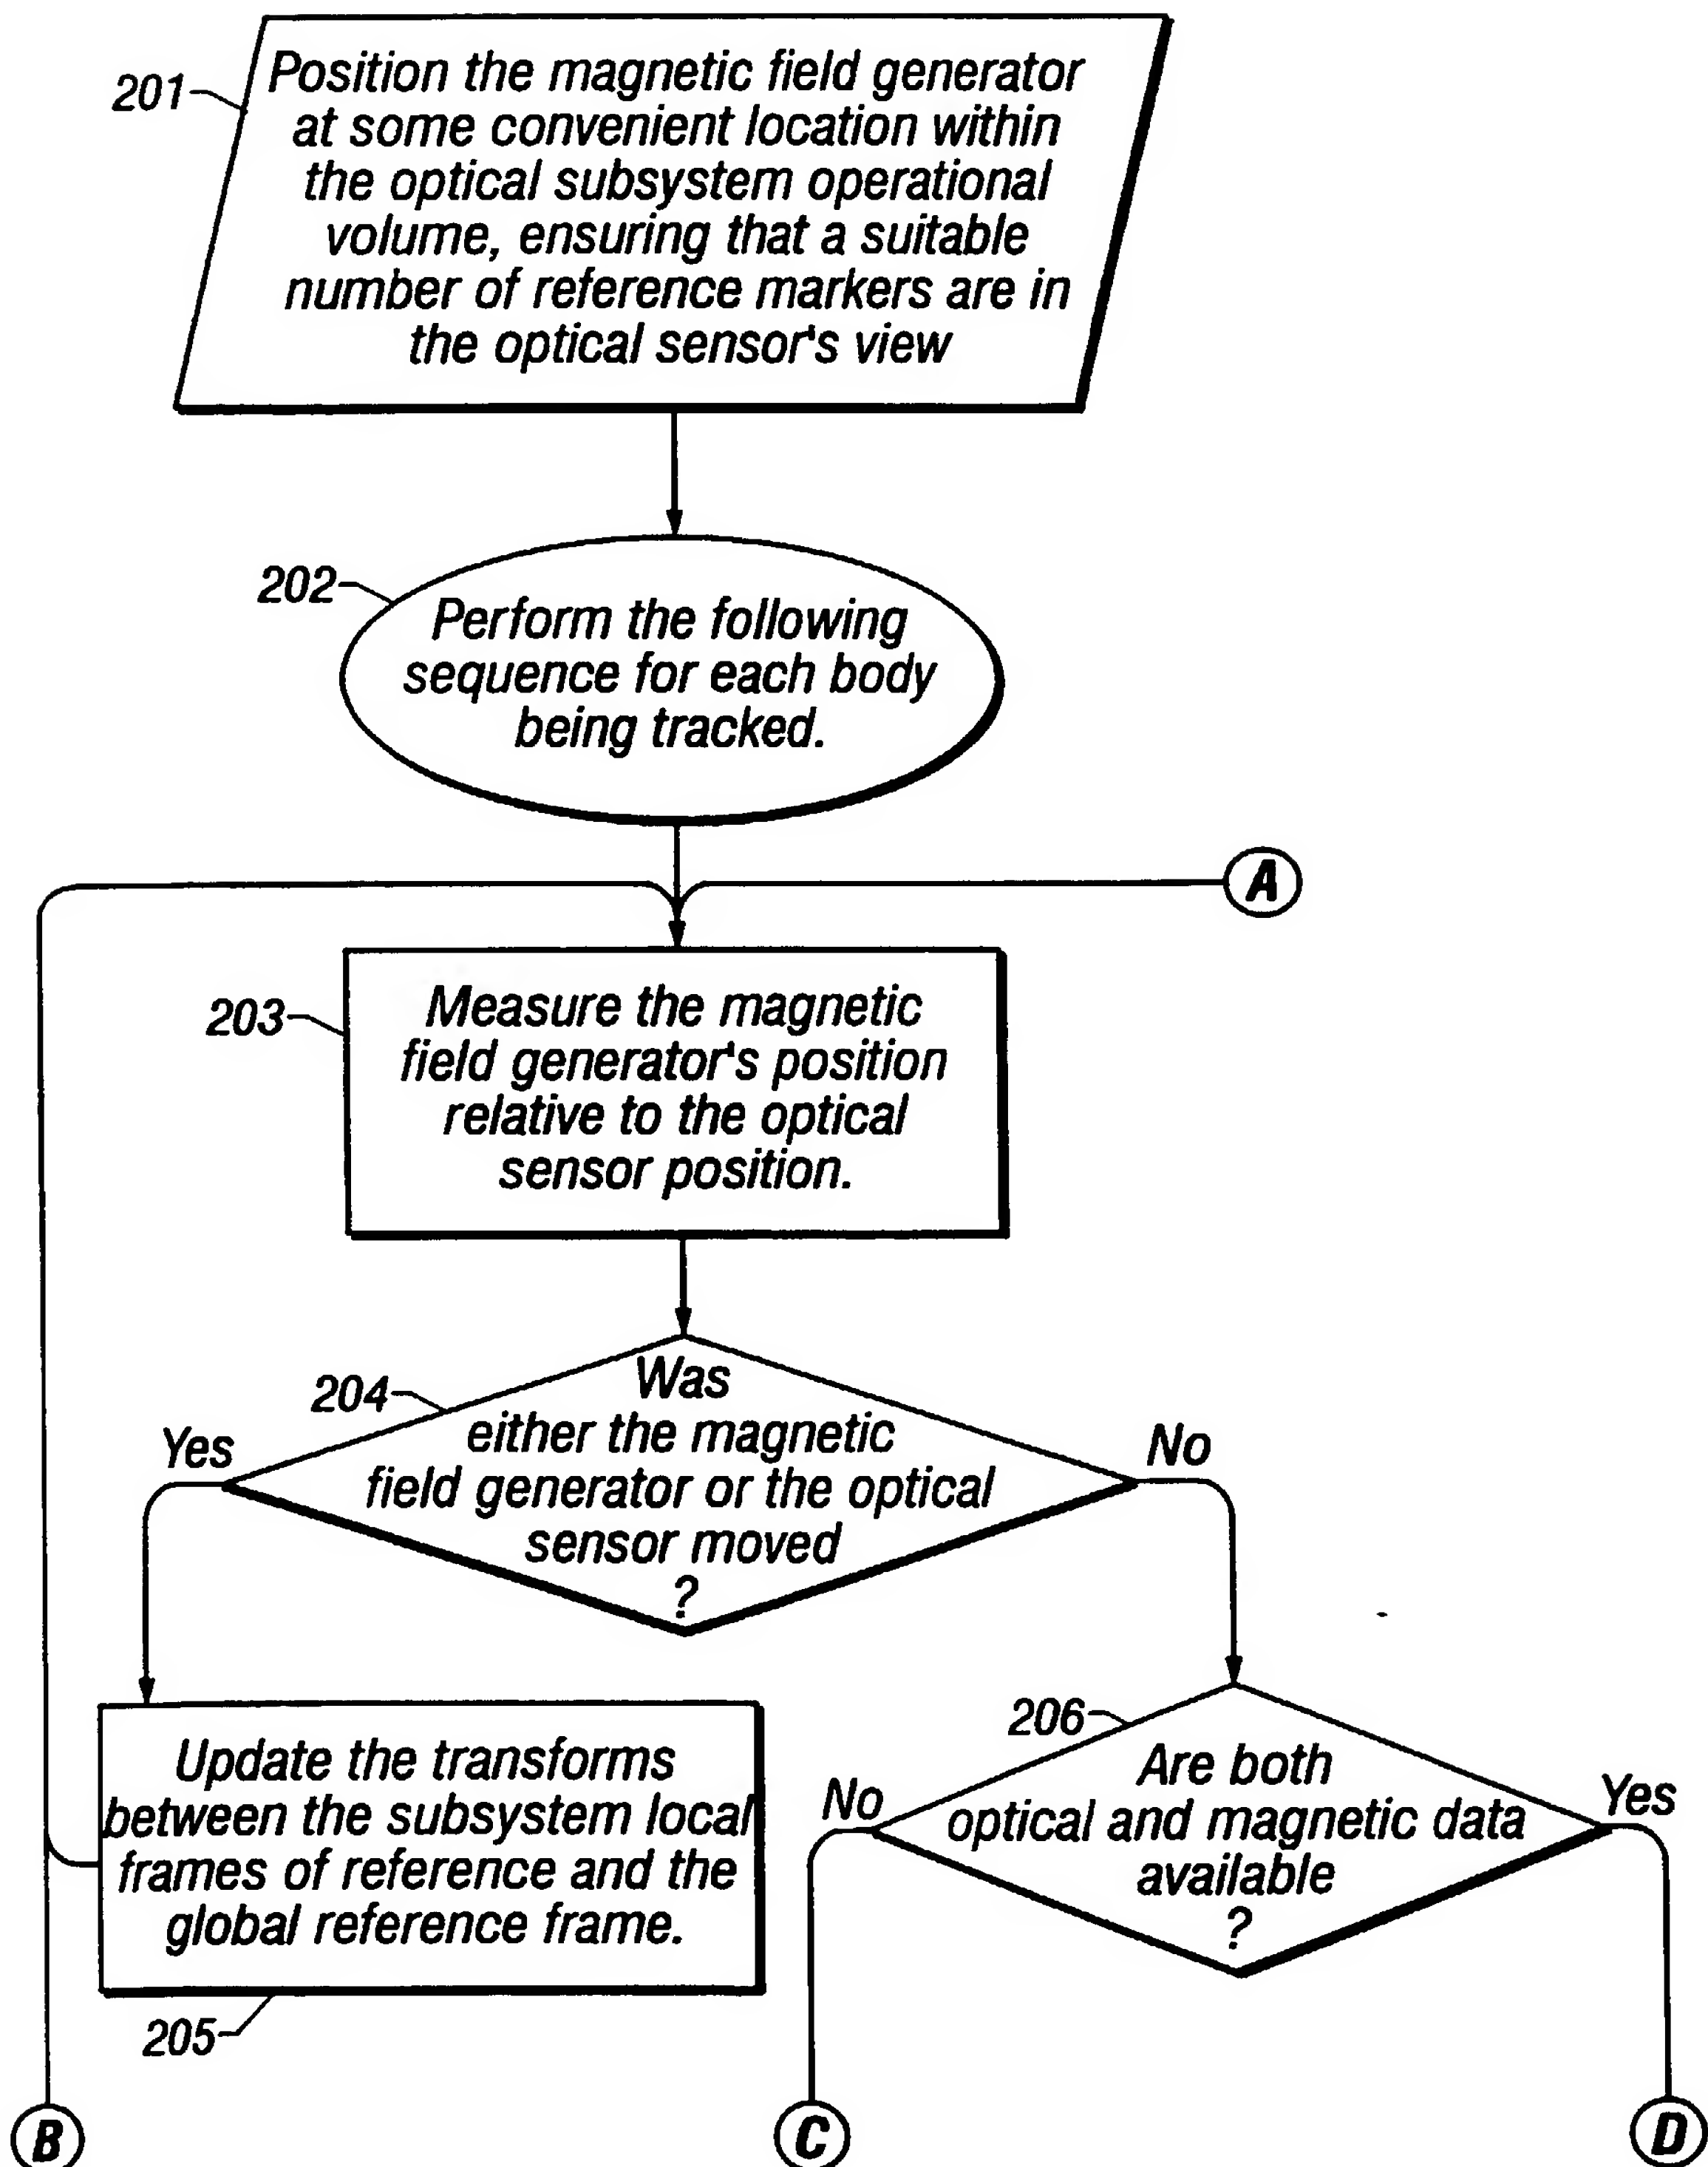 201
Position the magnetic field generator
at some convenient location within
the optical subsystem operational
volume, ensuring that a suitable
number of reference markers are in
the optical sensor's view
202
Perform the following
sequence for each body
being tracked.
A
203
Measure the magnetic
field generator's position
relative to the optical
sensor position.
204
Was
either the magnetic
field generator or the optical
sensor moved
?
Yes
No
Update the transforms
between the subsystem local
frames of reference and the
global reference frame.
205
206
Are both
optical and magnetic data
available
?
No
Yes
B
C
D